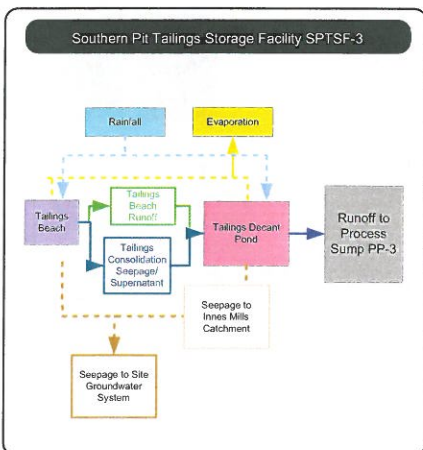 Southern Pit Tailings Storage Facility SPTSF-3
Rainfall
Evaporation
Tailings
Beach
Tailings
Beach
Runoff
Tailings
Consolidation
Seepage/
Supernatant
Tailings Decant
Pond
Runoff to
Process
Sump PP-3
Seepage to
Innes Mills
Catchment
Seepage to Site
Groundwater
System